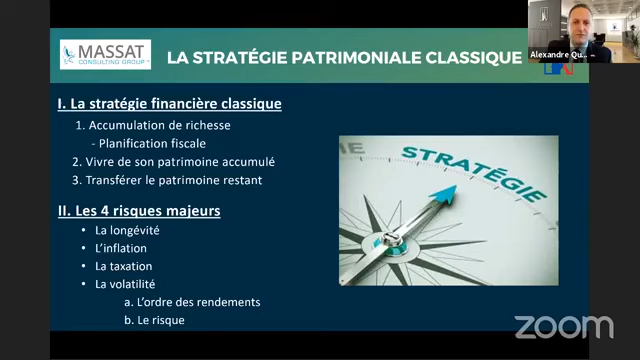 MASSAT
CONSULTING GROUP
LA STRATÉGIE PATRIMONIALE CLASSIQUE
Alexandre Qu...
I. La stratégie financière classique
1. Accumulation de richesse
- Planification fiscale
2. Vivre de son patrimoine accumulé
3. Transférer le patrimoine restant
II. Les 4 risques majeurs
• La longévité
• L'inflation
• La taxation
• La volatilité
a. L'ordre des rendements
b. Le risque
STRATÉGIE
zoom